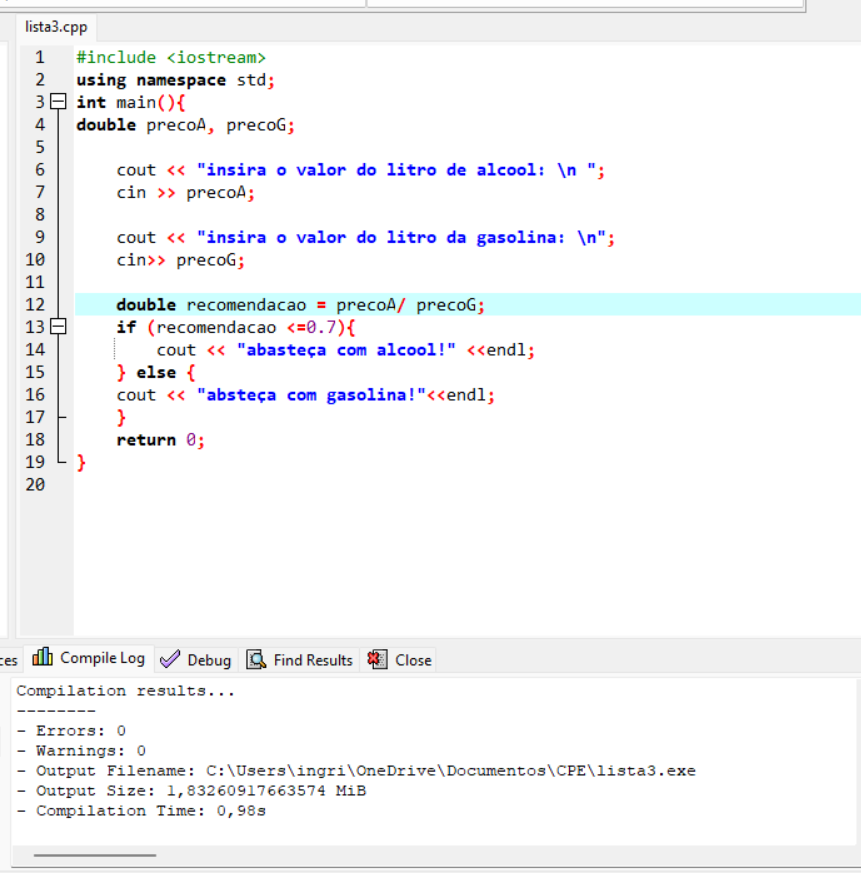 lista3.cpp
1 #include <iostream>
2 using namespace std;
3 int main(){
4 double precoA, precoG;
5
6 cout << "insira o valor do litro de alcool: \n ";
7 cin >> precoA;
8
9 cout << "insira o valor do litro da gasolina: \n";
10 cin>> precoG;
11
12 double recomendacao = precoA/ precoG;
13 if (recomendacao <=0.7){
14 cout << "abasteça com alcool!" <<endl;
15 } else {
16 cout << "absteça com gasolina!"<<endl;
17 }
18 return 0;
19 }
20
ces Compile Log Debug Find Results Close
Compilation results...
--------
- Errors: 0
- Warnings: 0
- Output Filename: C:\Users\ingri\OneDrive\Documentos\CPE\lista3.exe
- Output Size: 1,83260917663574 MiB
- Compilation Time: 0,98s